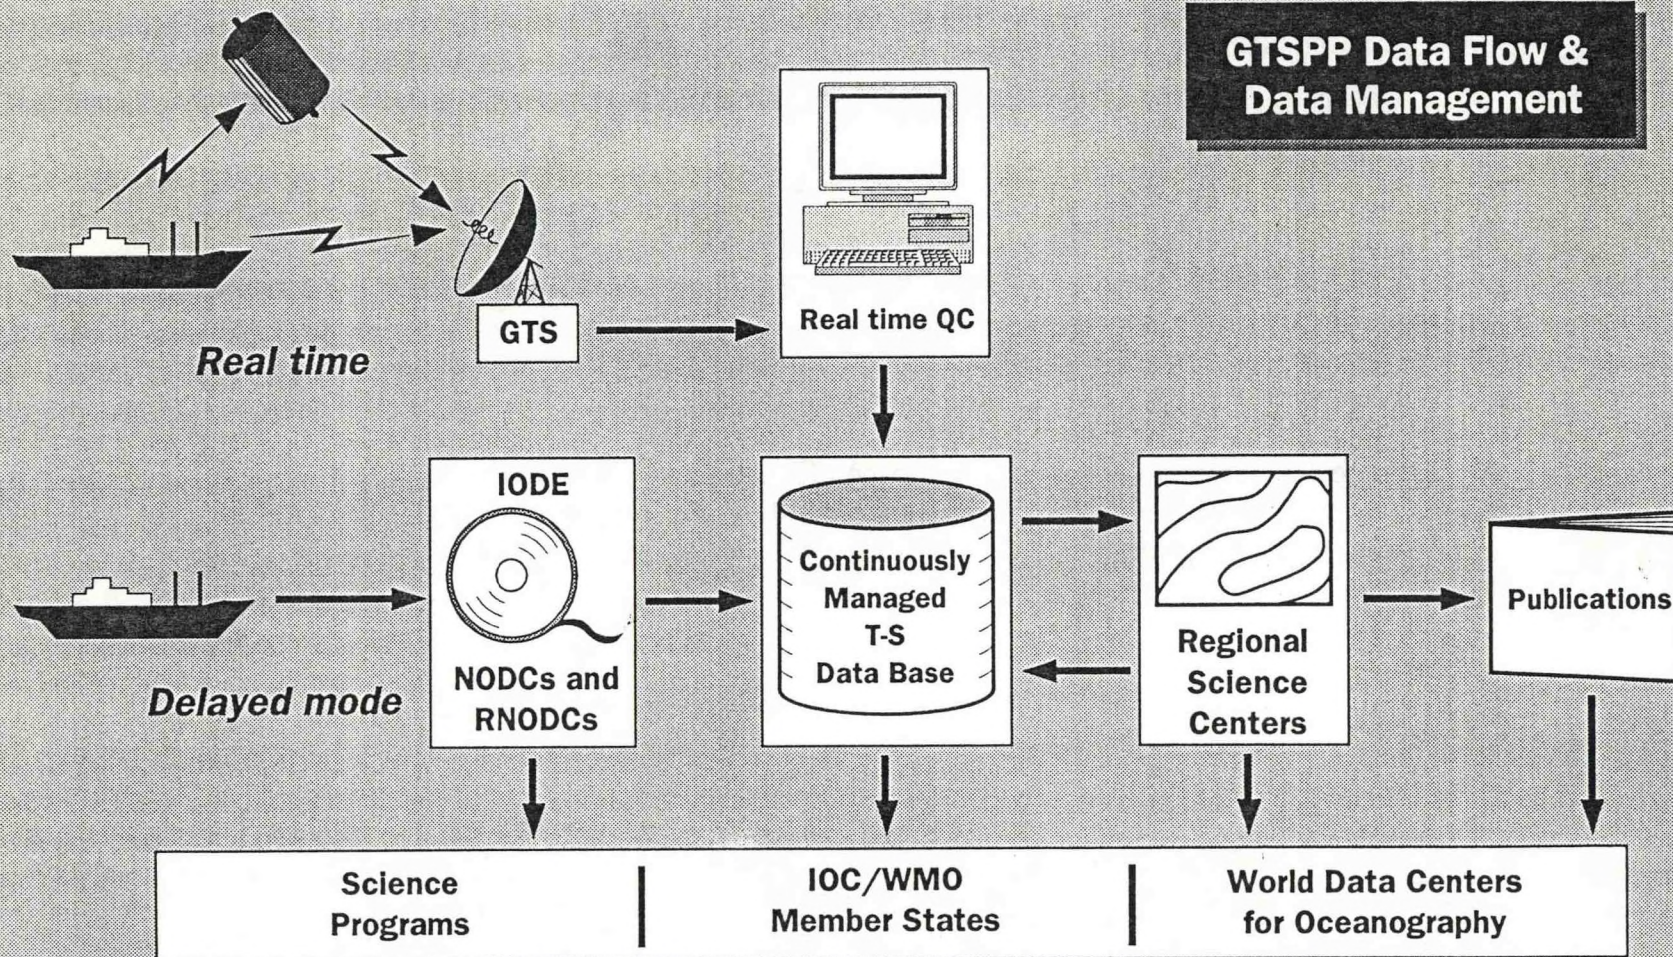 GTSPP Data Flow &
Data Management
GTS
Real time QC
Real time
IODE
NODCs and
RNODCs
Delayed mode
Continuously
Managed
T-S
Data Base
Regional
Science
Centers
Publications
Science
Programs
IOC/WMO
Member States
World Data Centers
for Oceanography